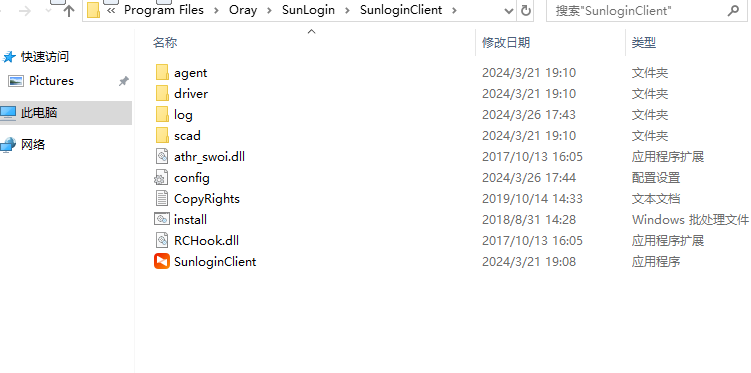 « Program Files > Oray > SunLogin > SunloginClient >
搜索"SunloginClient"
名称 修改日期 类型
快速访问
Pictures
此电脑
网络
agent 2024/3/21 19:10 文件夹
driver 2024/3/21 19:10 文件夹
log 2024/3/26 17:43 文件夹
scad 2024/3/21 19:10 文件夹
athr_swoi.dll 2017/10/13 16:05 应用程序扩展
config 2024/3/26 17:44 配置设置
CopyRights 2019/10/14 14:33 文本文档
install 2018/8/31 14:28 Windows 批处理文件
RCHook.dll 2017/10/13 16:05 应用程序扩展
SunloginClient 2024/3/21 19:08 应用程序